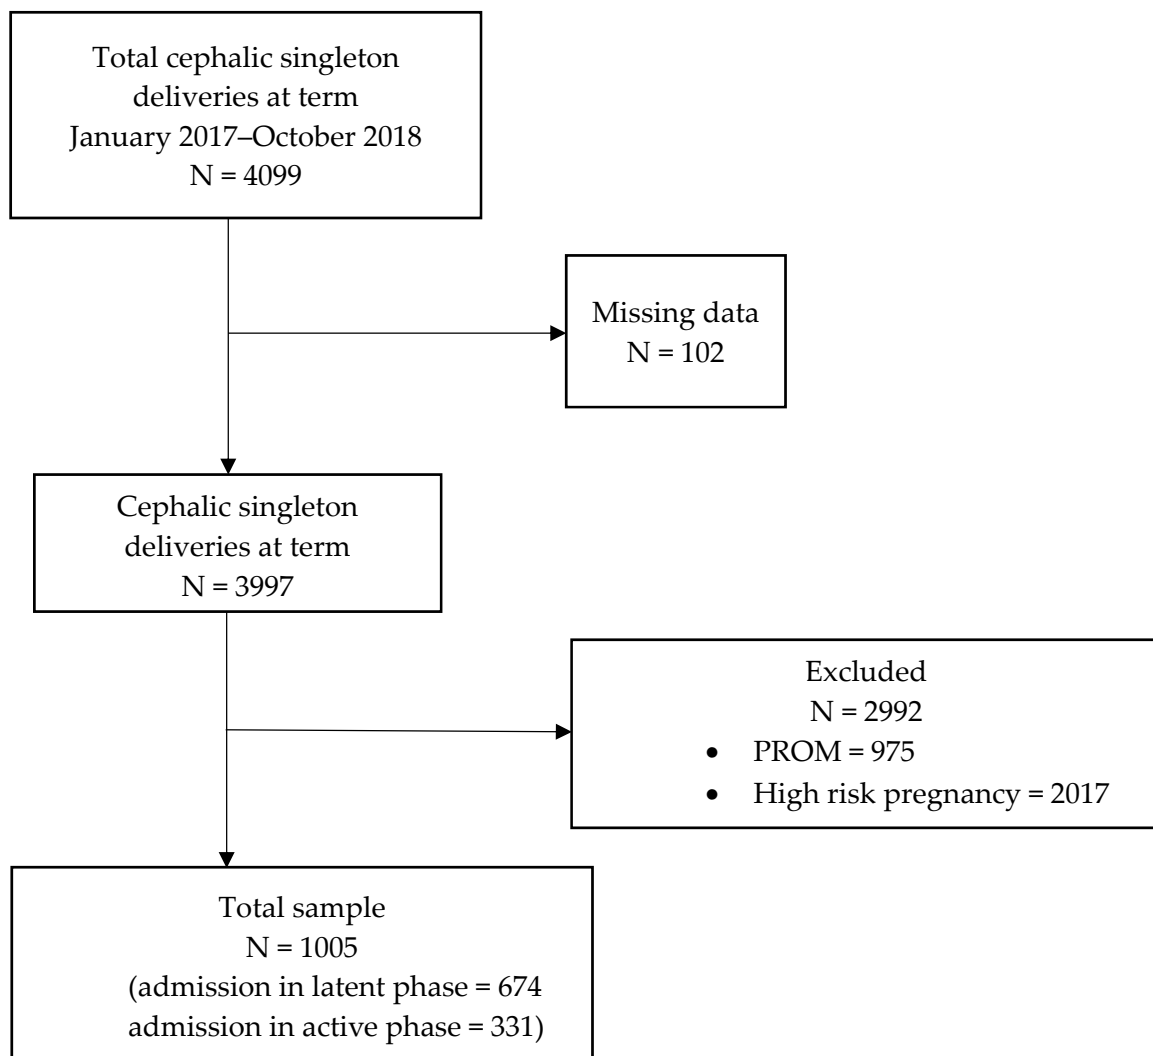 Total cephalic singleton
deliveries at term
January 2017–October 2018
N = 4099
Missing data
N = 102
Cephalic singleton
deliveries at term
N = 3997
Excluded
N = 2992
• PROM = 975
• High risk pregnancy = 2017
Total sample
N = 1005
(admission in latent phase = 674
admission in active phase = 331)